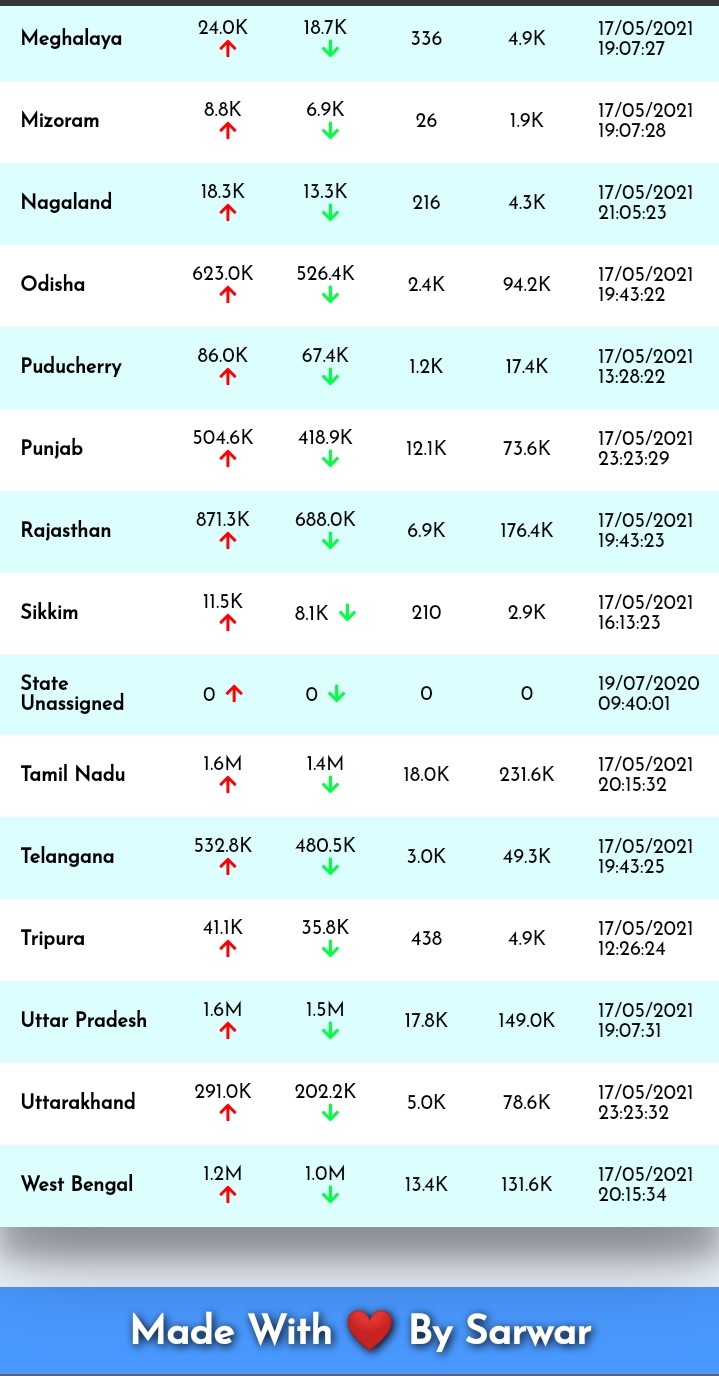 Meghalaya 24.0K ↑ 18.7K ↓ 336 4.9K 17/05/2021 19:07:27
Mizoram 8.8K ↑ 6.9K ↓ 26 1.9K 17/05/2021 19:07:28
Nagaland 18.3K ↑ 13.3K ↓ 216 4.3K 17/05/2021 21:05:23
Odisha 623.0K ↑ 526.4K ↓ 2.4K 94.2K 17/05/2021 19:43:22
Puducherry 86.0K ↑ 67.4K ↓ 1.2K 17.4K 17/05/2021 13:28:22
Punjab 504.6K ↑ 418.9K ↓ 12.1K 73.6K 17/05/2021 23:23:29
Rajasthan 871.3K ↑ 688.0K ↓ 6.9K 176.4K 17/05/2021 19:43:23
Sikkim 11.5K ↑ 8.1K ↓ 210 2.9K 17/05/2021 16:13:23
State Unassigned 0 ↑ 0 ↓ 0 0 19/07/2020 09:40:01
Tamil Nadu 1.6M ↑ 1.4M ↓ 18.0K 231.6K 17/05/2021 20:15:32
Telangana 532.8K ↑ 480.5K ↓ 3.0K 49.3K 17/05/2021 19:43:25
Tripura 41.1K ↑ 35.8K ↓ 438 4.9K 17/05/2021 12:26:24
Uttar Pradesh 1.6M ↑ 1.5M ↓ 17.8K 149.0K 17/05/2021 19:07:31
Uttarakhand 291.0K ↑ 202.2K ↓ 5.0K 78.6K 17/05/2021 23:23:32
West Bengal 1.2M ↑ 1.0M ↓ 13.4K 131.6K 17/05/2021 20:15:34
Made With ❤️ By Sarwar